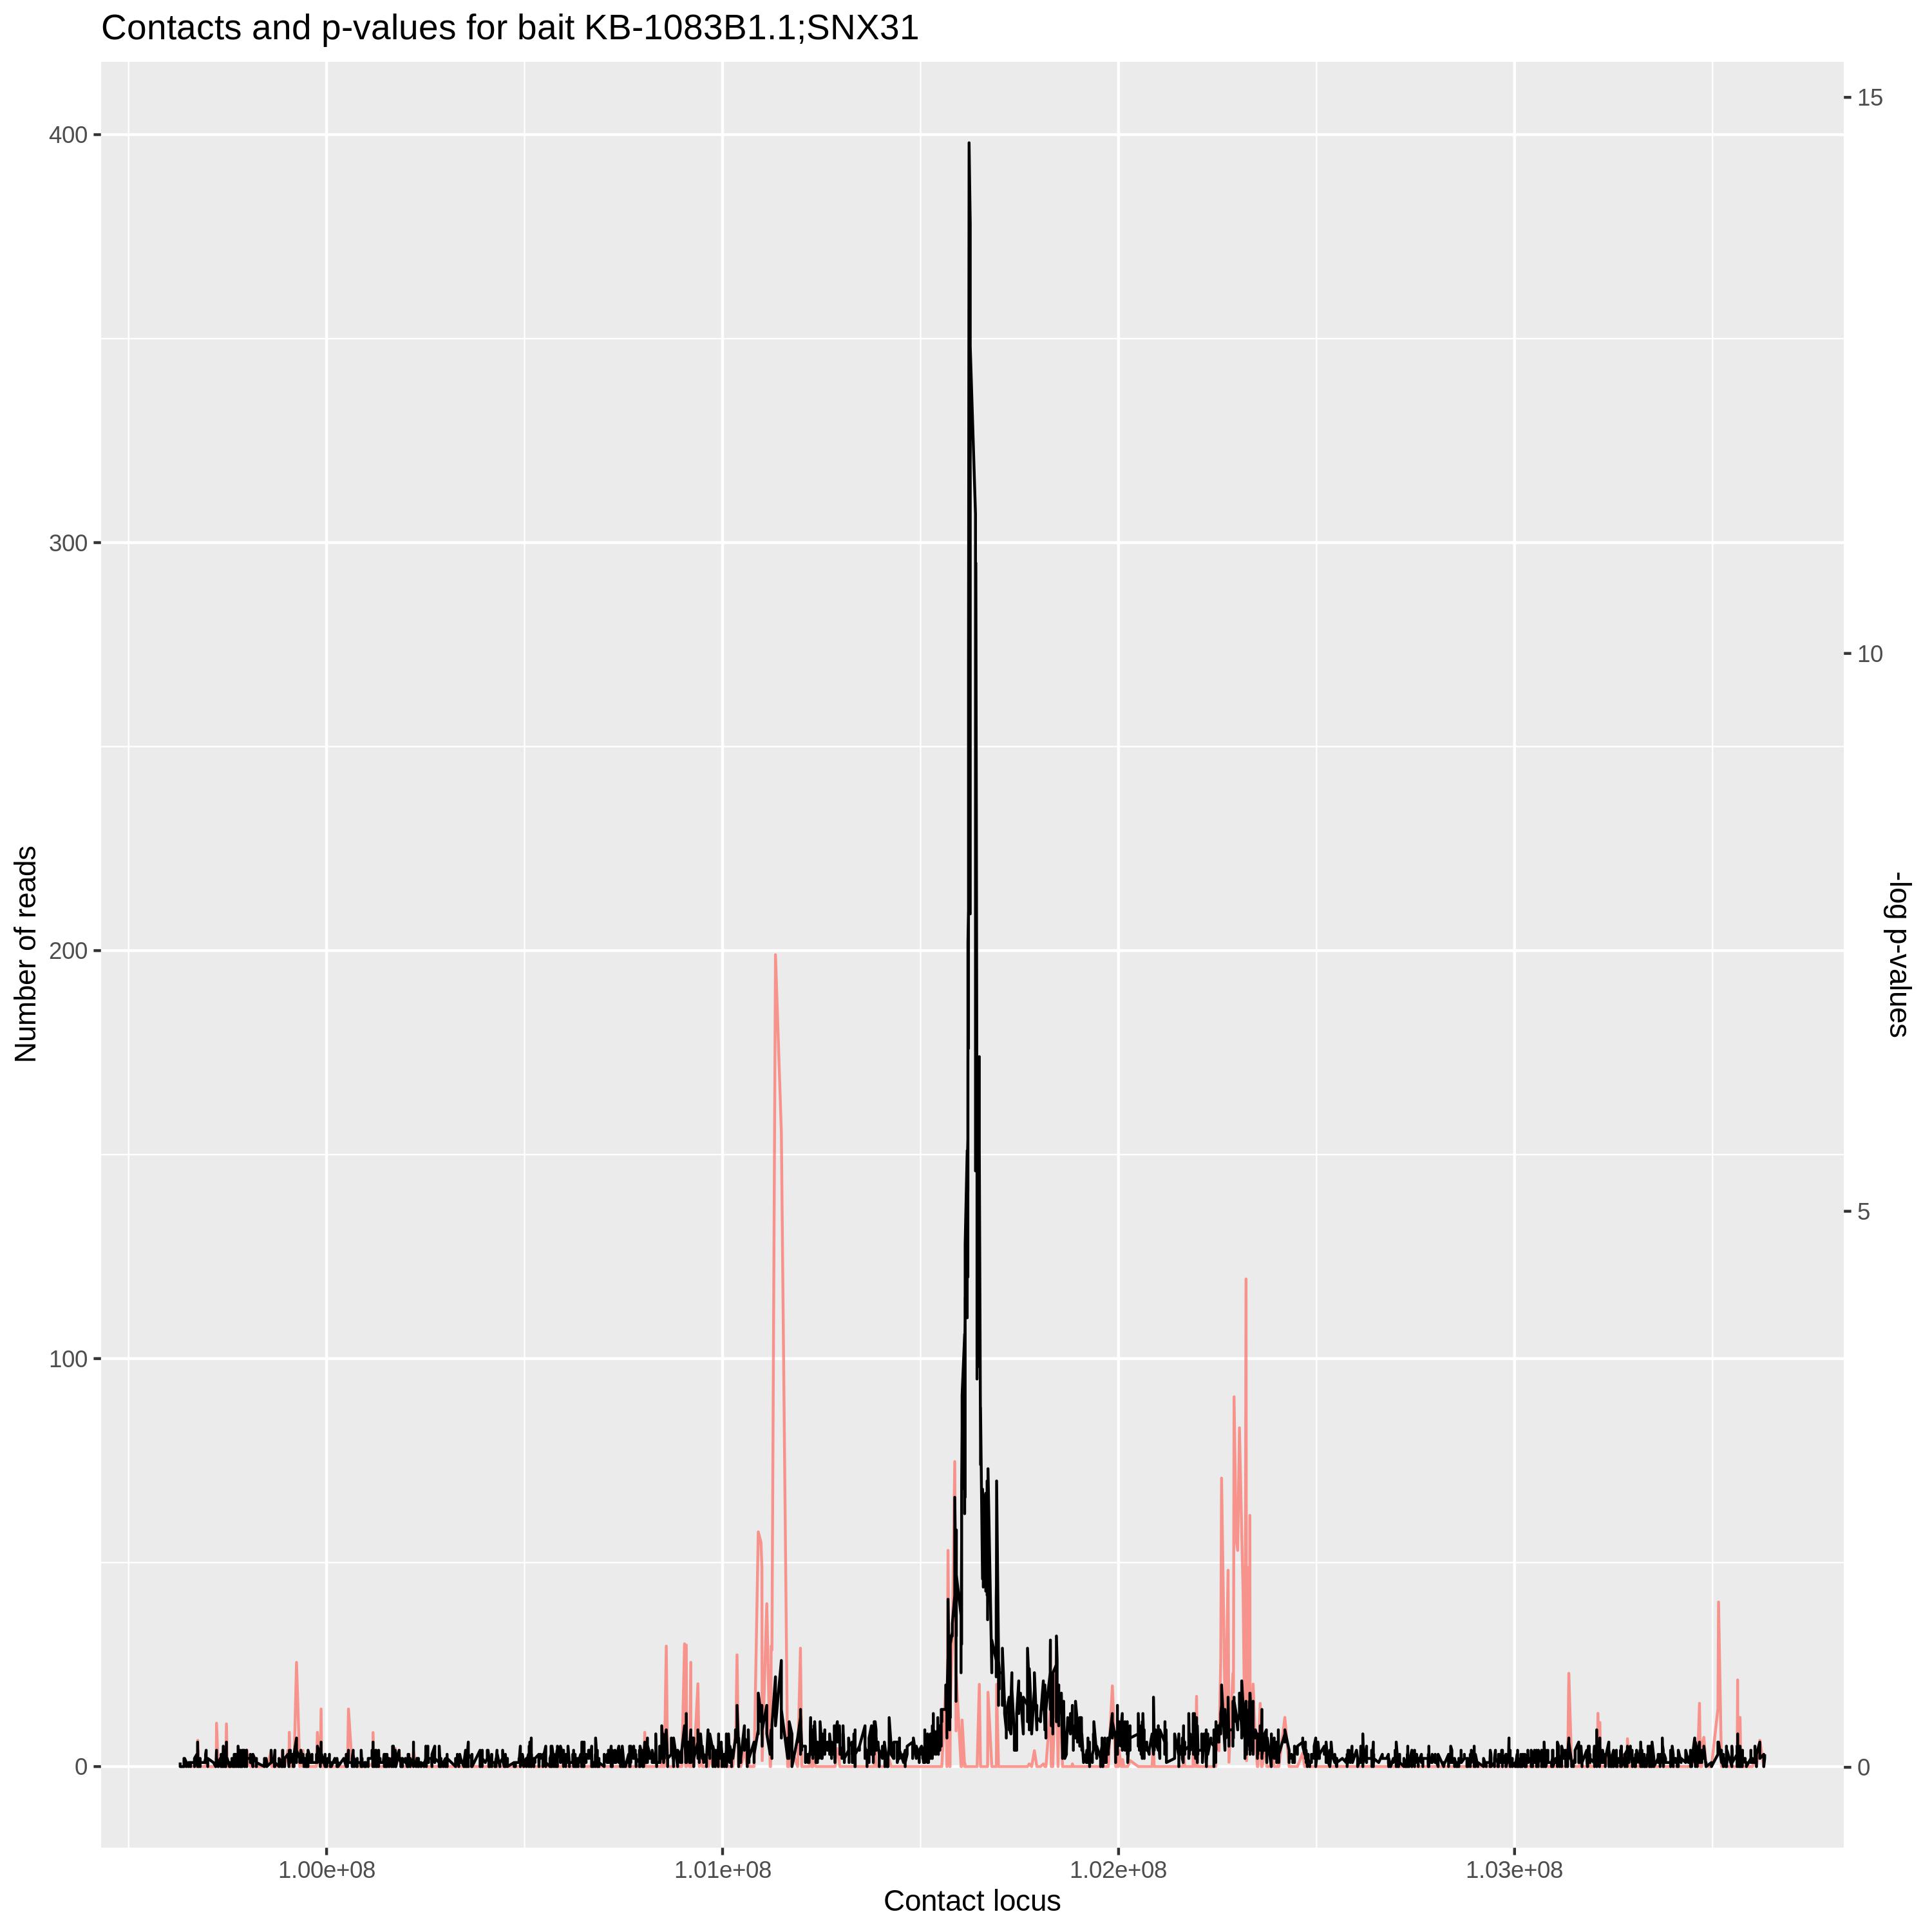 Contacts and p-values for bait KB-1083B1.1;SNX31
400
300
200
100
0
Number of reads
15
10
5
0
-log p-values
1.00e+08
1.01e+08
1.02e+08
1.03e+08
Contact locus